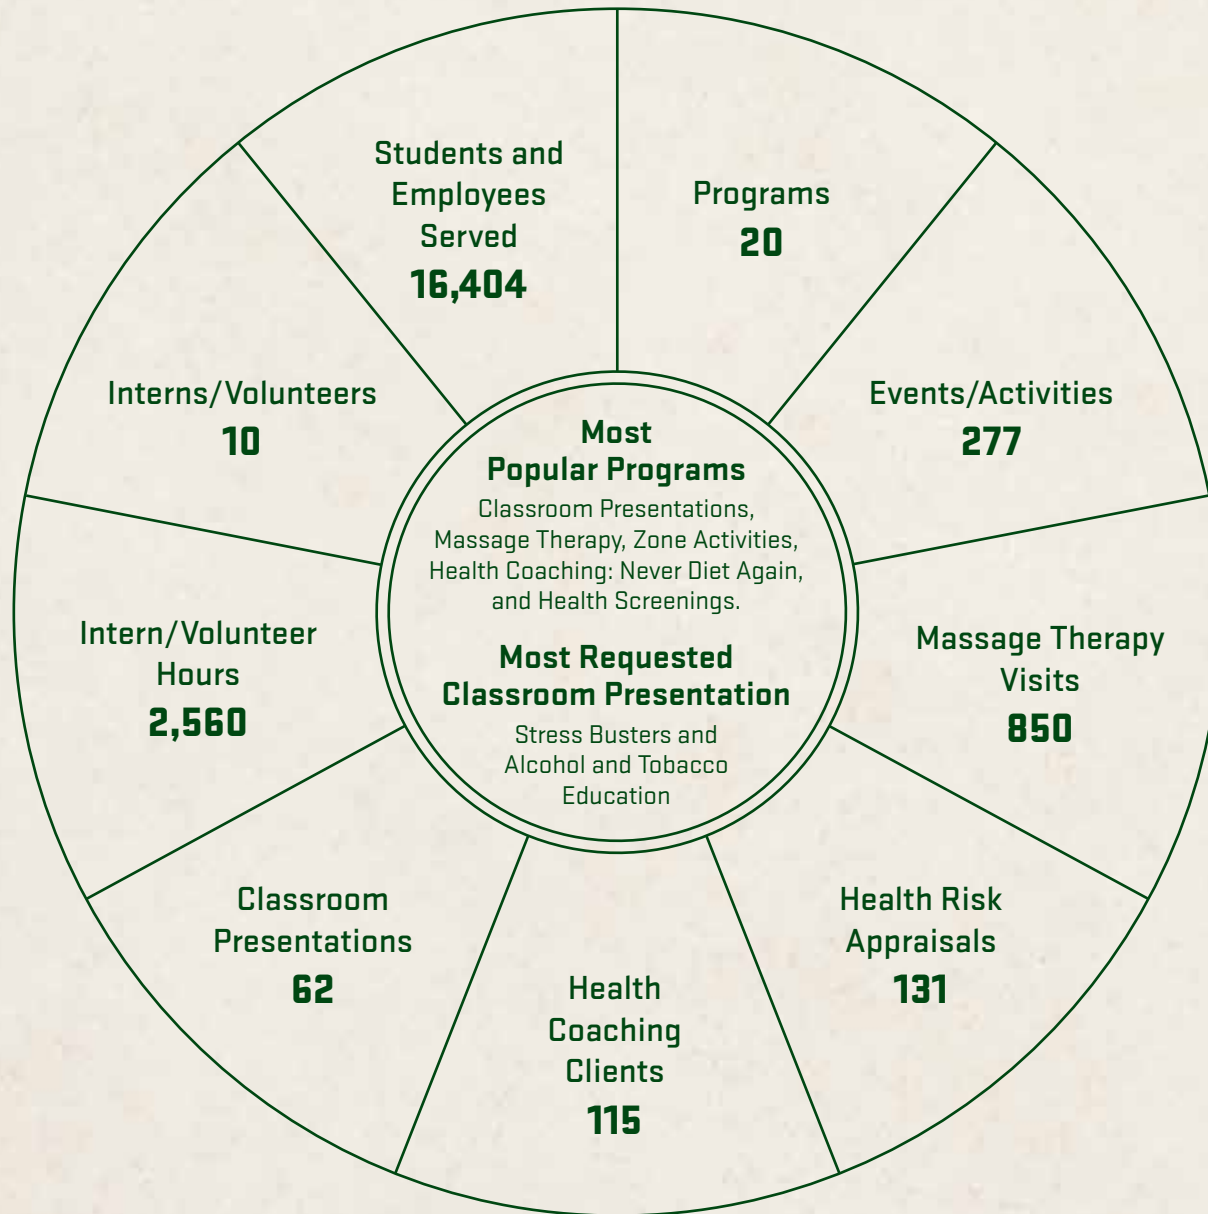 Students and
Employees
Served
16,404
Programs
20
Events/Activities
277
Massage Therapy
Visits
850
Health Risk
Appraisals
131
Health
Coaching
Clients
115
Classroom
Presentations
62
Intern/Volunteer
Hours
2,560
Interns/Volunteers
10
Most
Popular Programs
Classroom Presentations,
Massage Therapy, Zone Activities,
Health Coaching: Never Diet Again,
and Health Screenings.
Most Requested
Classroom Presentation
Stress Busters and
Alcohol and Tobacco
Education